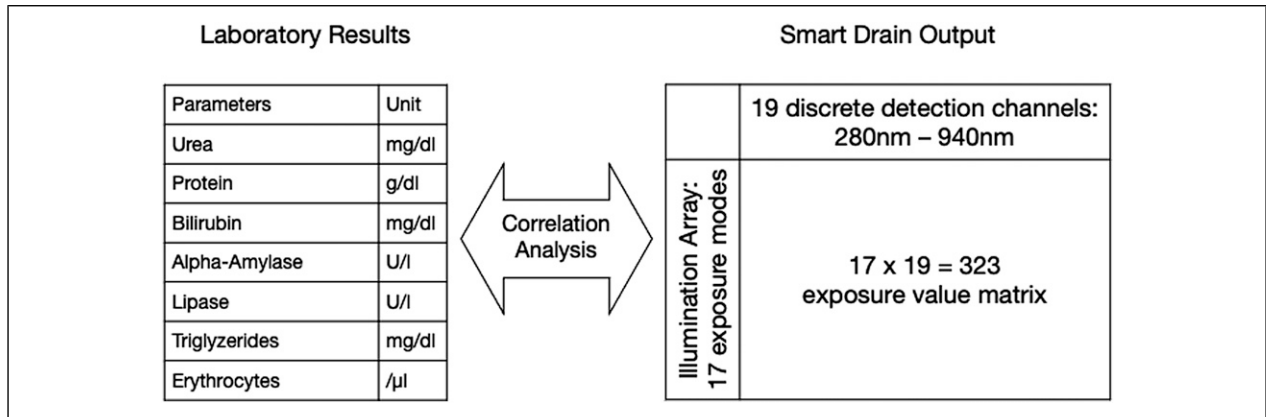 Laboratory Results
Parameters Unit
Urea mg/dl
Protein g/dl
Bilirubin mg/dl
Alpha-Amylase U/l
Lipase U/l
Triglyzerides mg/dl
Erythrocytes /µl
Correlation
Analysis
Smart Drain Output
19 discrete detection channels:
280nm – 940nm
Illumination Array:
17 exposure modes
17 x 19 = 323
exposure value matrix